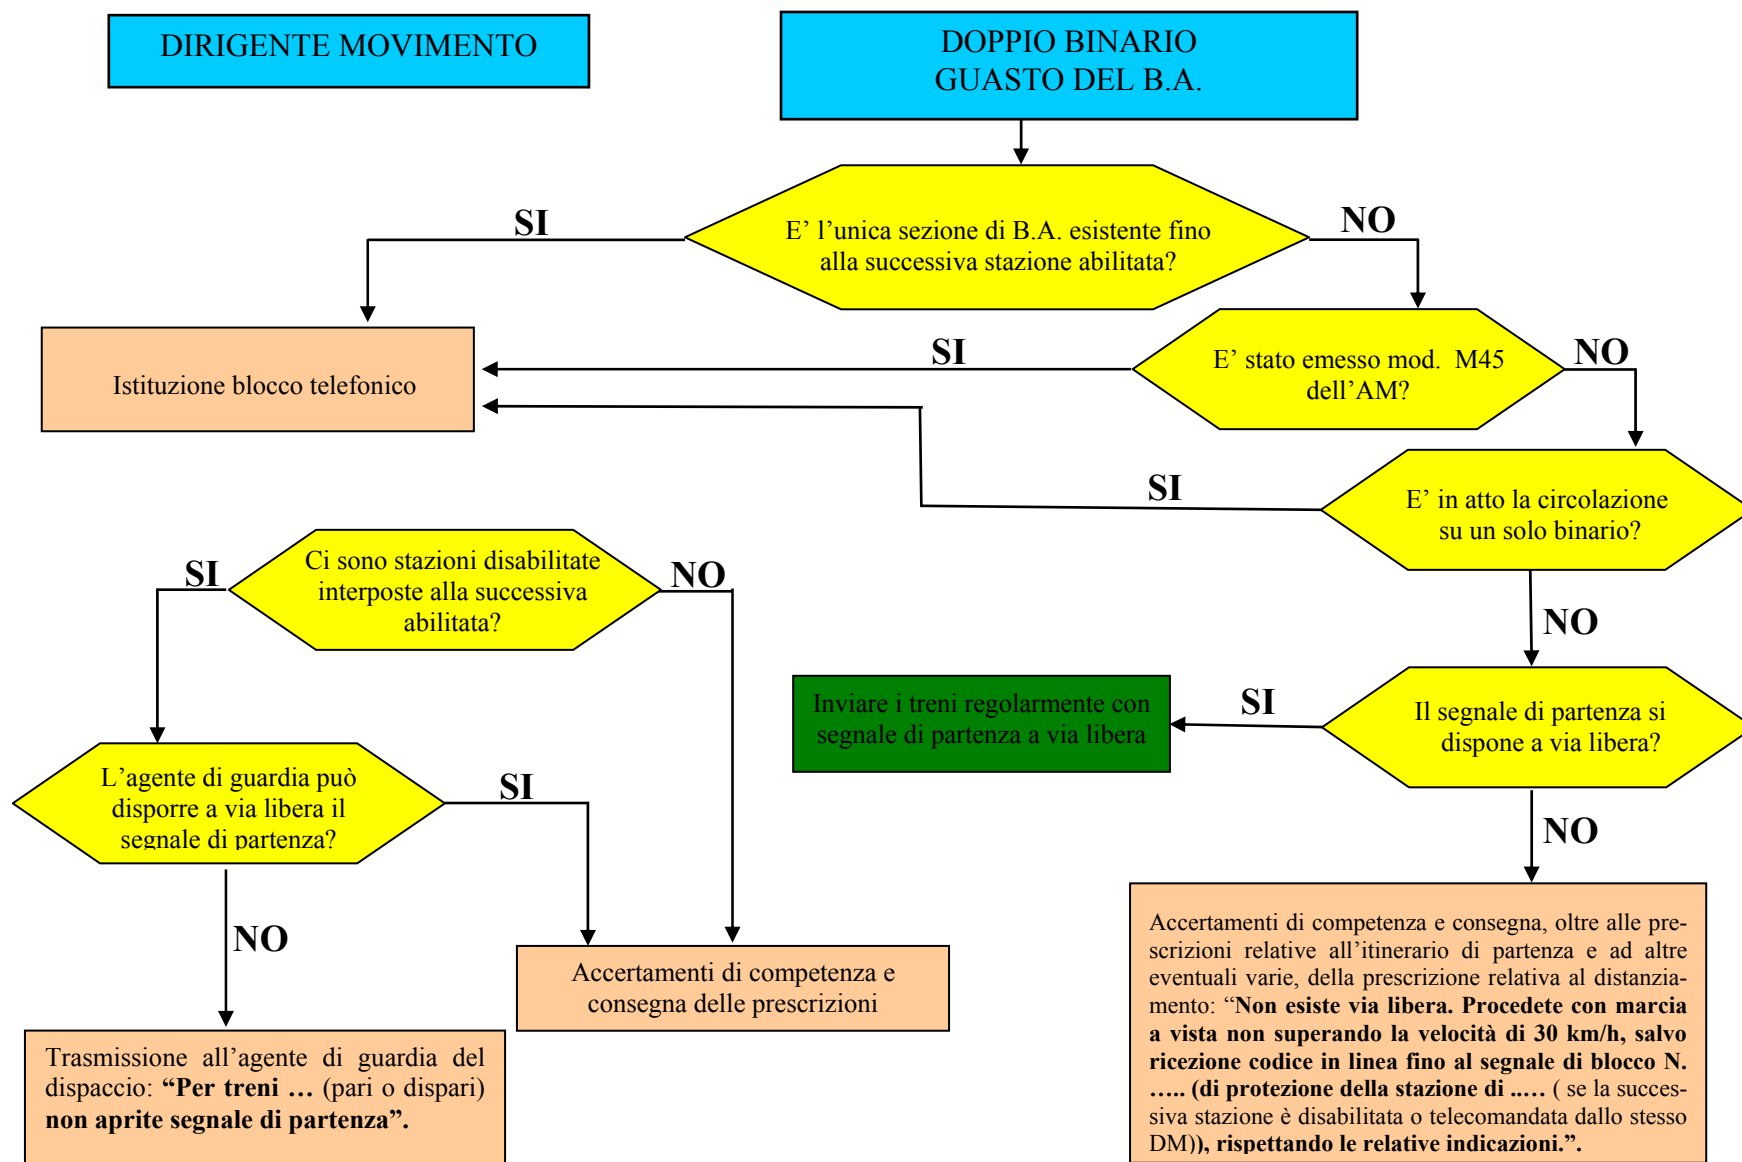 DIRIGENTE MOVIMENTO
DOPPIO BINARIO
GUASTO DEL B.A.
E’ l’unica sezione di B.A. esistente fino
alla successiva stazione abilitata?
SI
NO
Istituzione blocco telefonico
E’ stato emesso mod.  M45
dell’AM?
SI
NO
E’ in atto la circolazione
su un solo binario?
SI
NO
Ci sono stazioni disabilitate
interposte alla successiva
abilitata?
SI
NO
Inviare i treni regolarmente con
segnale di partenza a via libera
SI
Il segnale di partenza si
dispone a via libera?
NO
L’agente di guardia può
disporre a via libera il
segnale di partenza?
SI
NO
Accertamenti di competenza e
consegna delle prescrizioni
Trasmissione all’agente di guardia del
dispaccio: “Per treni … (pari o dispari)
non aprite segnale di partenza”.
Accertamenti di competenza e consegna, oltre alle pre-
scrizioni relative all’itinerario di partenza e ad altre
eventuali varie, della prescrizione relativa al distanzia-
mento: “Non esiste via libera. Procedete con marcia
a vista non superando la velocità di 30 km/h, salvo
ricezione codice in linea fino al segnale di blocco N.
….. (di protezione della stazione di ..… ( se la succes-
siva stazione è disabilitata o telecomandata dallo stesso
DM)), rispettando le relative indicazioni.”.